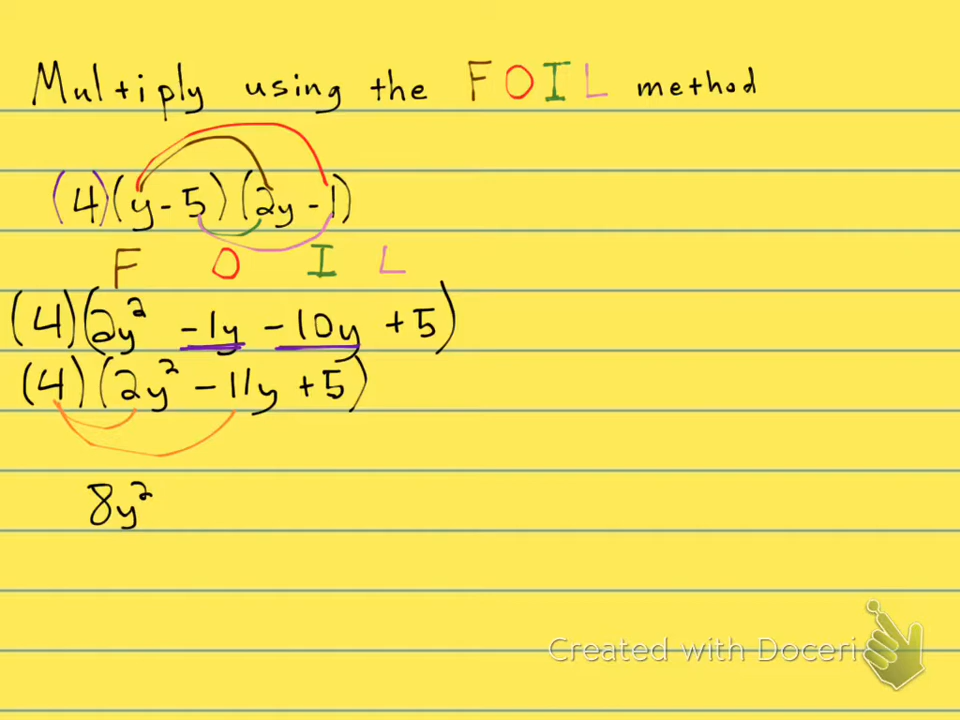 Multiply using the FOIL method
(4)(y-5)(2y-1)
F O I L
(4)(2y² -1y -10y +5)
(4)(2y² -11y +5)
8y²
Created with Doceri